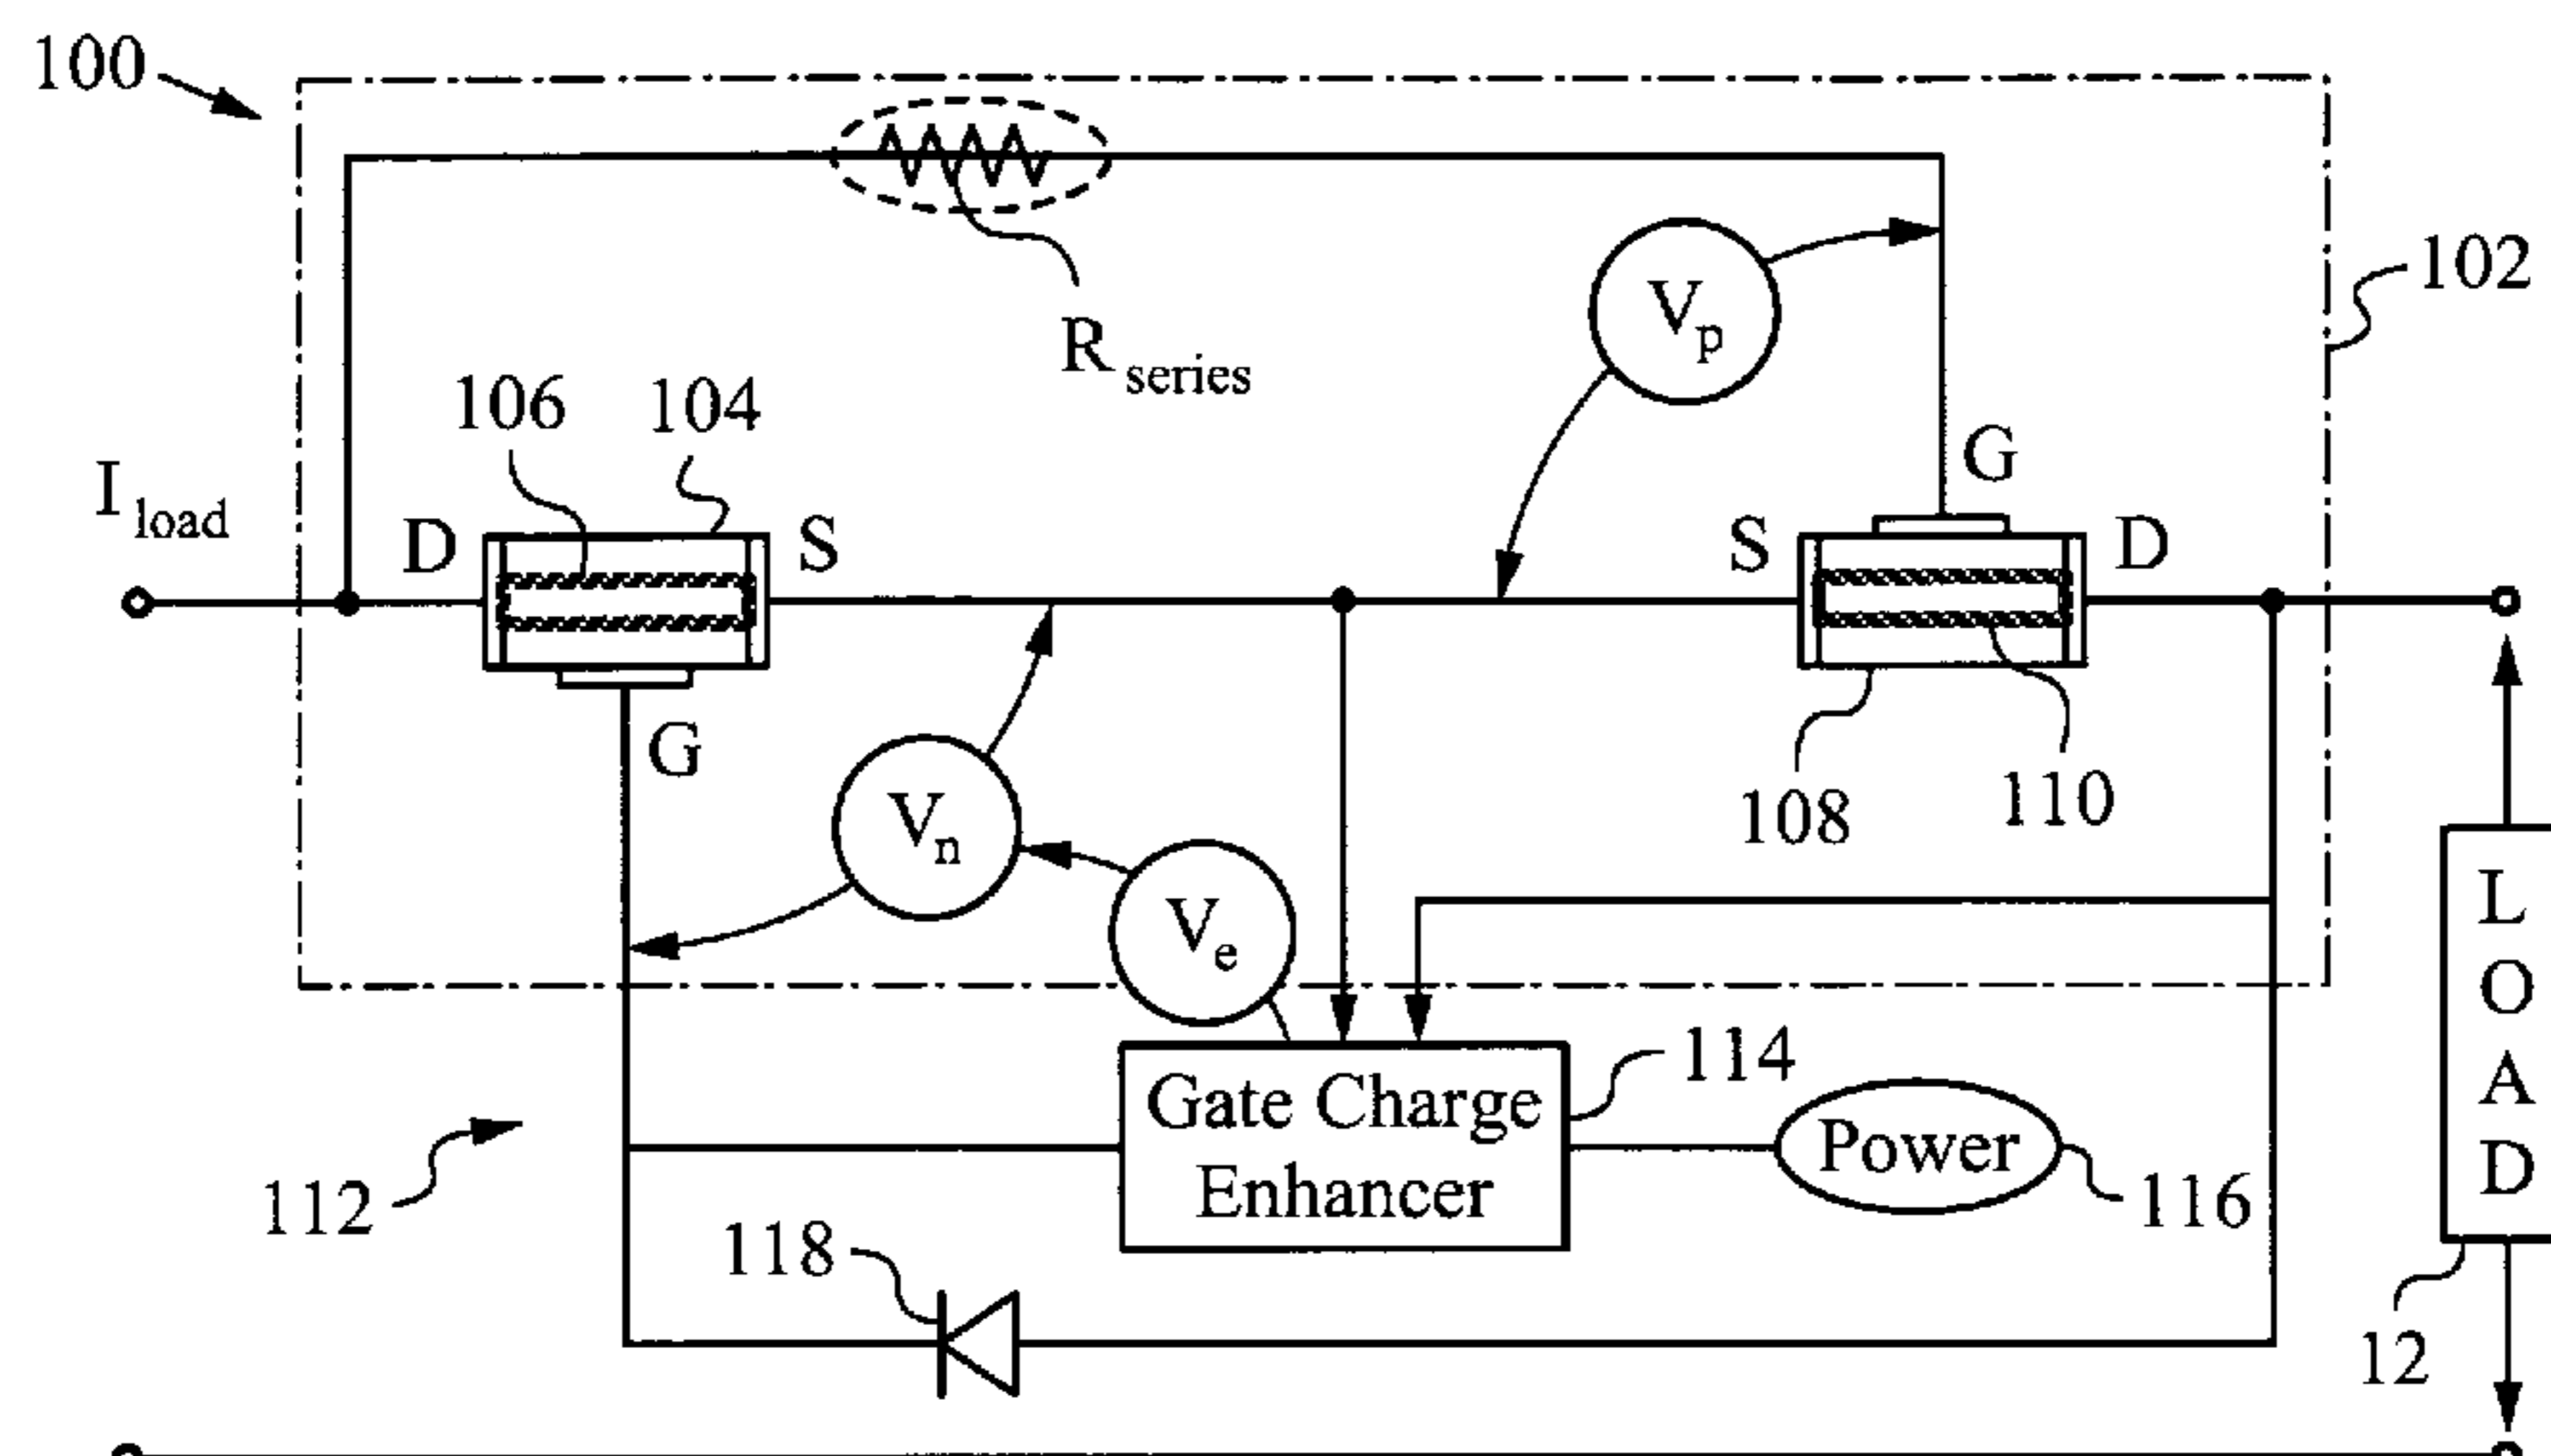 100
102
R series
V p
106
104
G
I load
D
S
S
D
G
V n
108
110
V e
L
O
A
D
114
Gate Charge
Enhancer
Power
112
116
118
12